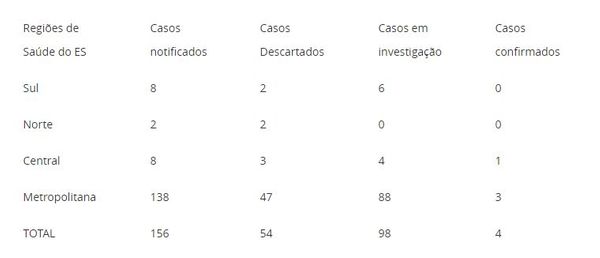 Regiões de Casos Casos Casos em Casos
Saúde do ES notificados Descartados investigação confirmados
Sul 8 2 6 0
Norte 2 2 0 0
Central 8 3 4 1
Metropolitana 138 47 88 3
TOTAL 156 54 98 4